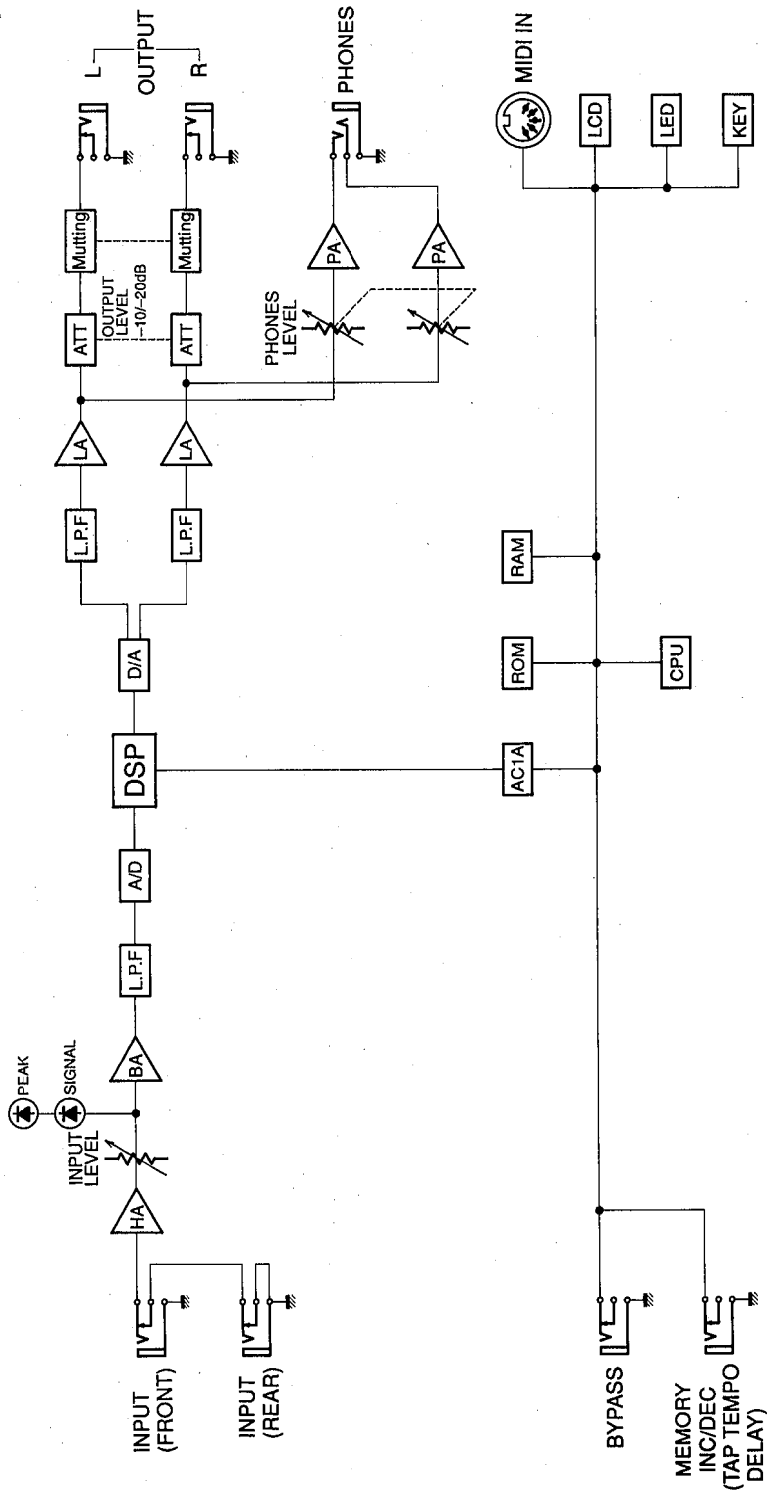 INPUT
(FRONT)
INPUT
(REAR)
HA
INPUT
LEVEL
PEAK
SIGNAL
BA
L.P.F
A/D
DSP
D/A
L.P.F
L.P.F
LA
LA
ATT
OUTPUT
LEVEL
-10/-20dB
ATT
Mutting
Mutting
L
OUTPUT
R
PHONES
LEVEL
PA
PA
PHONES
BYPASS
MEMORY
INC/DEC
(TAP TEMPO
DELAY)
AC1A
ROM
RAM
CPU
MIDI IN
LCD
LED
KEY